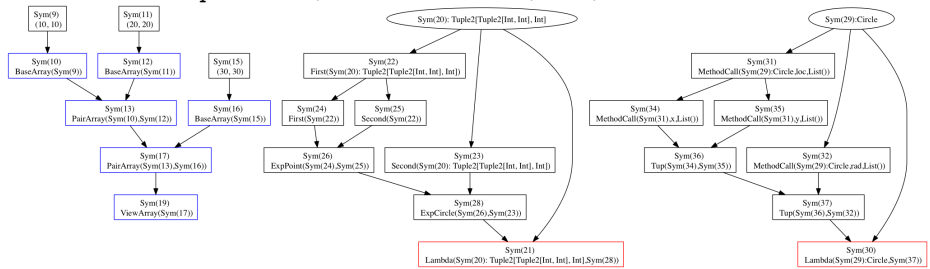 Sym(9)
(10, 10)
Sym(11)
(20, 20)
Sym(10)
BaseArray(Sym(9))
Sym(12)
BaseArray(Sym(11))
Sym(15)
(30, 30)
Sym(13)
PairArray(Sym(10),Sym(12))
Sym(16)
BaseArray(Sym(15))
Sym(17)
PairArray(Sym(13),Sym(16))
Sym(19)
ViewArray(Sym(17))
Sym(20): Tuple2[Tuple2[Int, Int], Int]
Sym(22)
First(Sym(20): Tuple2[Tuple2[Int, Int], Int])
Sym(24)
First(Sym(22))
Sym(25)
Second(Sym(22))
Sym(26)
ExpPoint(Sym(24),Sym(25))
Sym(23)
Second(Sym(20): Tuple2[Tuple2[Int, Int], Int])
Sym(28)
ExpCircle(Sym(26),Sym(23))
Sym(21)
Lambda(Sym(20): Tuple2[Tuple2[Int, Int], Int],Sym(28))
Sym(29):Circle
Sym(31)
MethodCall(Sym(29):Circle,loc,List())
Sym(34)
MethodCall(Sym(31),x,List())
Sym(35)
MethodCall(Sym(31),y,List())
Sym(36)
Tup(Sym(34),Sym(35))
Sym(32)
MethodCall(Sym(29):Circle,rad,List())
Sym(37)
Tup(Sym(36),Sym(32))
Sym(30)
Lambda(Sym(29):Circle,Sym(37))